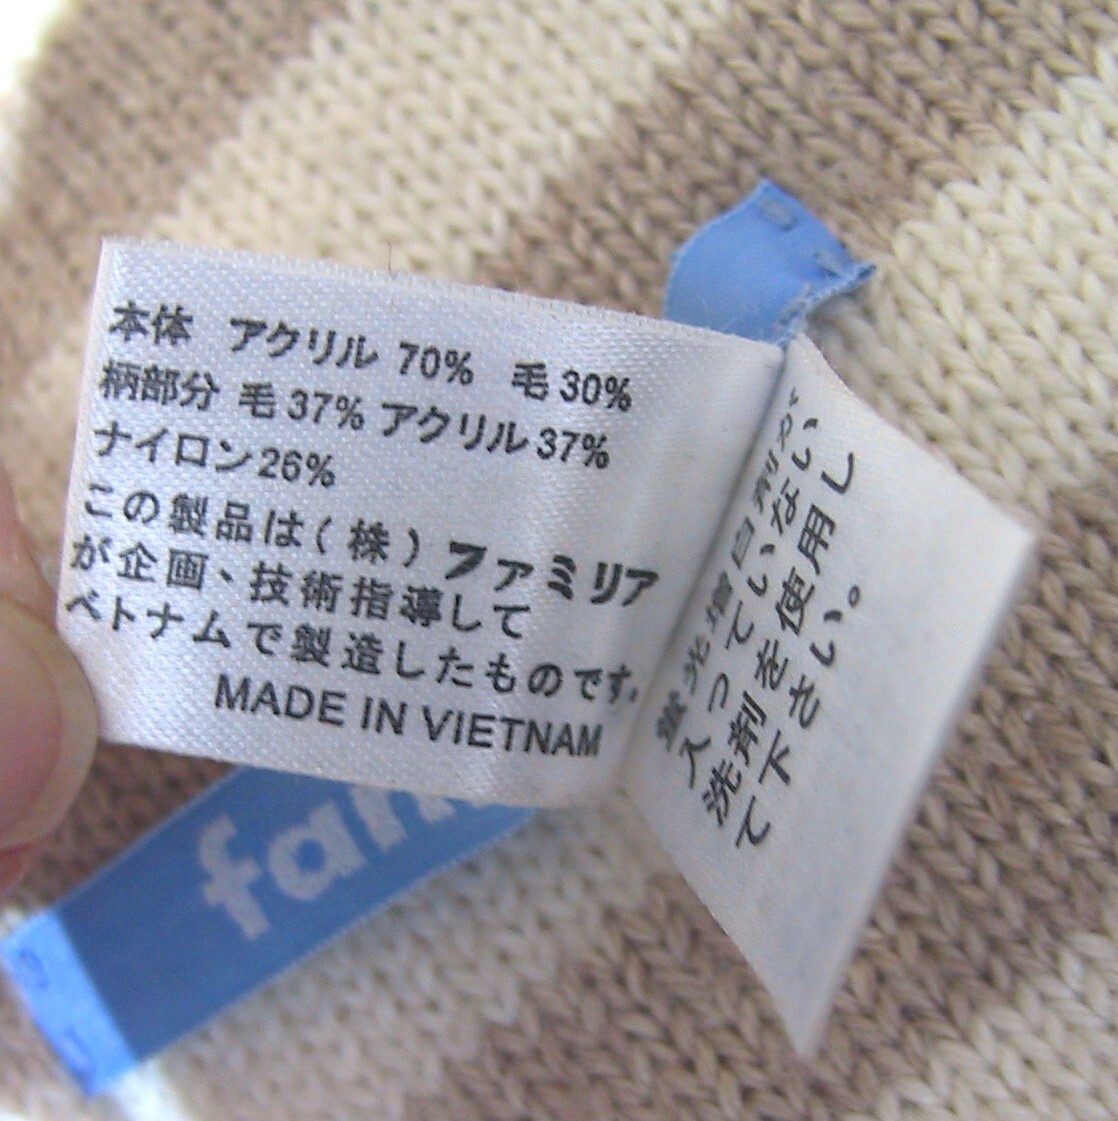 本体 アクリル 70% 毛 30%
柄部分 毛 37% アクリル 37%
ナイロン 26%
この製品は(株)ファミリア
が企画、技術指導して
ベトナムで製造したものです。
MADE IN VIETNAM
蛍光増白剤が
入っていない
洗剤を使用し
て下さい。
fam